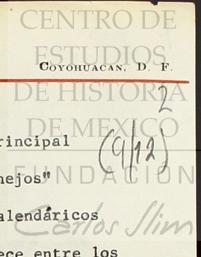 CENTRO DE
ESTUDIOS
COYOHUACAN, D. F.
DE HISTORIA
2
DE MEXICO
rincipal
(9/12)
nejos"
FUNDACIÓN
alendáricos
Carlos Slim
ece entre los